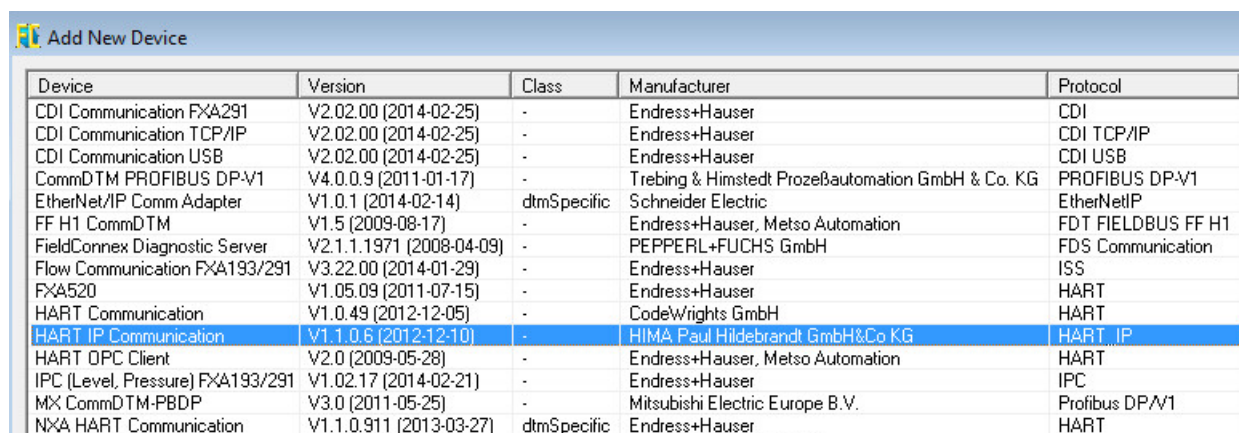 Add New Device
Device Version Class Manufacturer Protocol
CDI Communication FXA291 V2.02.00 (2014-02-25) - Endress+Hauser CDI
CDI Communication TCP/IP V2.02.00 (2014-02-25) - Endress+Hauser CDI TCP/IP
CDI Communication USB V2.02.00 (2014-02-25) - Endress+Hauser CDI USB
CommDTM PROFIBUS DP-V1 V4.0.0.9 (2011-01-17) - Trebing & Himstedt Prozeßautomation GmbH & Co. KG PROFIBUS DP-V1
EtherNet/IP Comm Adapter V1.0.1 (2014-02-14) dtmSpecific Schneider Electric EtherNetIP
FF H1 CommDTM V1.5 (2009-08-17) - Endress+Hauser, Metso Automation FDT FIELDBUS FF H1
FieldConnex Diagnostic Server V2.1.1.1971 (2008-04-09) - PEPPERL+FUCHS GmbH FDS Communication
Flow Communication FXA193/291 V3.22.00 (2014-01-29) - Endress+Hauser ISS
FXA520 V1.05.09 (2011-07-15) - Endress+Hauser HART
HART Communication V1.0.49 (2012-12-05) - CodeWrights GmbH HART
HART IP Communication V1.1.0.6 (2012-12-10) - HIMA Paul Hildebrandt GmbH&Co KG HART_IP
HART OPC Client V2.0 (2009-05-28) - Endress+Hauser, Metso Automation HART
IPC (Level, Pressure) FXA193/291 V1.02.17 (2014-02-21) - Endress+Hauser IPC
MX CommDTM-PBDP V3.0 (2011-05-25) - Mitsubishi Electric Europe B.V. Profibus DP/V1
NXA HART Communication V1.1.0.911 (2013-03-27) dtmSpecific Endress+Hauser HART